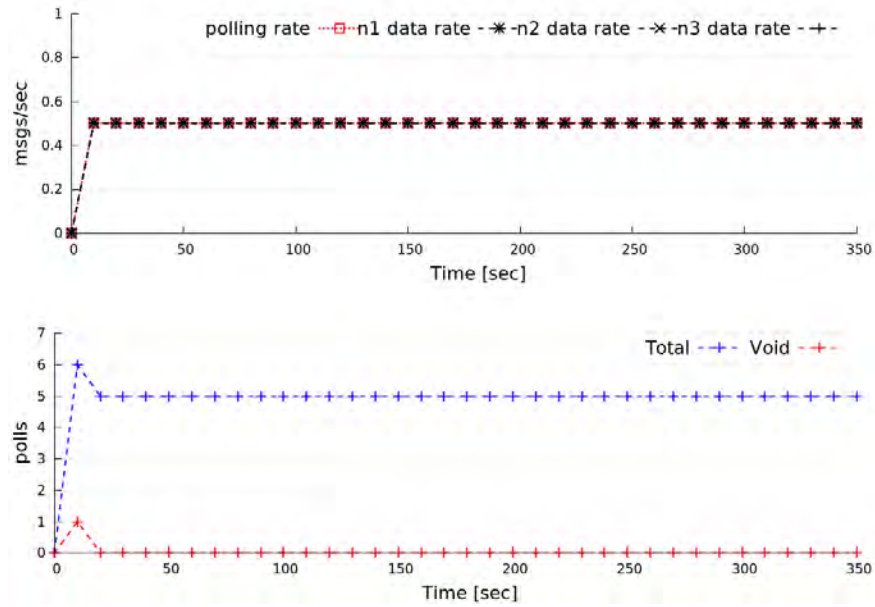 1
polling rate n1 data rate n2 data rate n3 data rate
0.8
0.6
msgs/sec
0.4
0.2
0
0 50 100 150 200 250 300 350
Time [sec]
7
Total Void
6
5
4
polls
3
2
1
0
0 50 100 150 200 250 300 350
Time [sec]